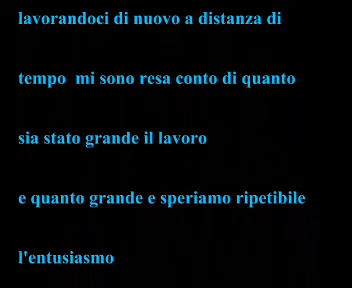 lavorandoci di nuovo a distanza di
tempo  mi sono resa conto di quanto
sia stato grande il lavoro
e quanto grande e speriamo ripetibile
l'entusiasmo